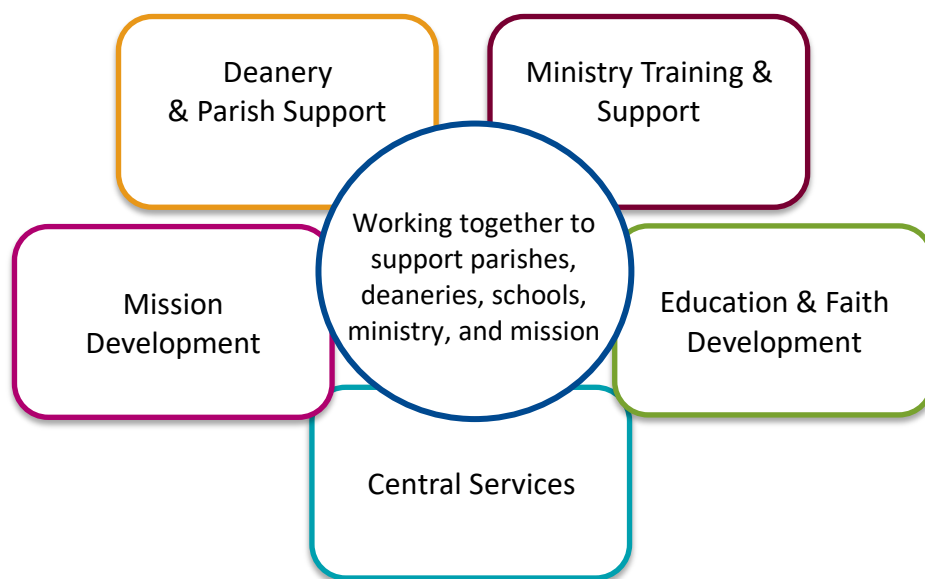 Deanery
& Parish Support
Ministry Training &
Support
Working together to
support parishes,
deaneries, schools,
ministry, and mission
Mission
Development
Education & Faith
Development
Central Services